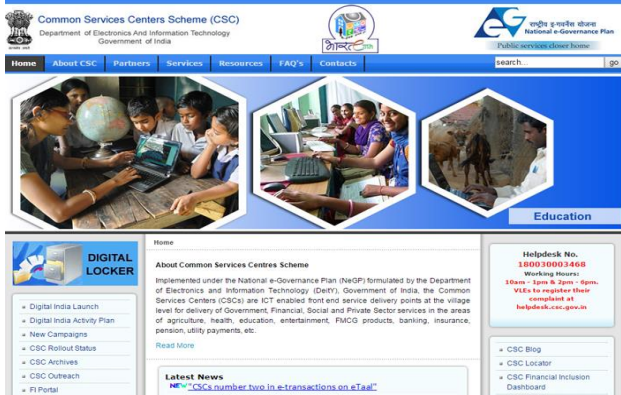 Common Services Centers Scheme (CSC)
Department of Electronics And Information Technology
Government of India
राष्ट्रीय इ-गवर्नेंस योजना
National e-Governance Plan
Public services closer home
Home About CSC Partners Services Resources FAQ's Contacts
search... go
Education
DIGITAL
LOCKER
Digital India Launch
Digital India Activity Plan
New Campaigns
CSC Rollout Status
CSC Archives
CSC Outreach
FI Portal
Home
About Common Services Centres Scheme
Implemented under the National e-Governance Plan (NeGP) formulated by the Department
of Electronics and Information Technology (DeitY), Government of India, the Common
Services Centers (CSCs) are ICT enabled front end service delivery points at the village
level for delivery of Government, Financial, Social and Private Sector services in the areas
of agriculture, health, education, entertainment, FMCG products, banking, insurance,
pension, utility payments, etc.
Read More
Latest News
NEW "CSCs number two in e-transactions on eTaal"
Helpdesk No.
180030003468
Working Hours:
10am - 1pm & 2pm - 6pm.
VLEs to register their
complaint at
helpdesk.csc.gov.in
CSC Blog
CSC Locator
CSC Financial Inclusion
Dashboard